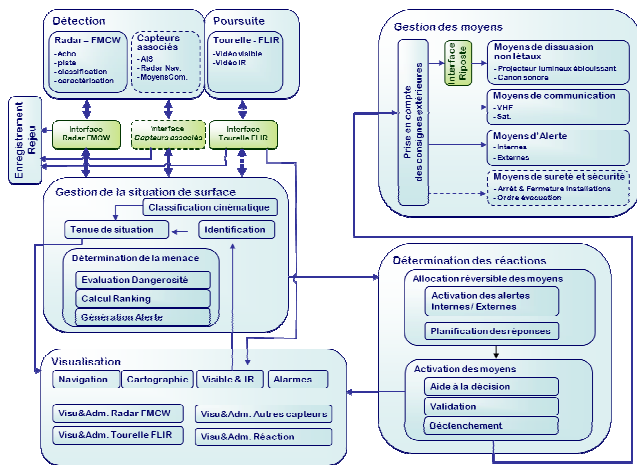 Détection
Radar – FMCW
-écho
-piste
-classification
-caractérisation
Capteurs
associés
- AIS
- Radar Nav.
- MoyensCom.
Poursuite
Tourelle - FLIR
-Vidéo visible
-Vidéo IR
Enregistrement
Rejeu
Interface
Radar FMCW
Interface
Capteurs associés
Interface
Tourelle FLIR
Gestion de la situation de surface
Classification cinématique
Tenue de situation
Identification
Détermination de la menace
Evaluation Dangerosité
Calcul Ranking
Génération Alerte
Visualisation
Navigation
Cartographie
Visible & IR
Alarmes
Visu&Adm. Radar FMCW
Visu&Adm. Autres capteurs
Visu&Adm. Tourelle FLIR
Visu&Adm. Réaction
Gestion des moyens
Prise en compte
des consignes extérieures
Interface
Riposte
Moyens de dissuasion
non létaux
- Projecteur lumineux éblouissant
- Canon sonore
Moyens de communication
- VHF
- Sat.
Moyens d'Alerte
- Internes
- Externes
Moyens de sureté et sécurité
- Arrêt & Fermeture Installations
- Ordre évacuation
Détermination des réactions
Allocation réversible des moyens
Activation des alertes
Internes / Externes
Planification des réponses
Activation des moyens
Aide à la décision
Validation
Déclenchement